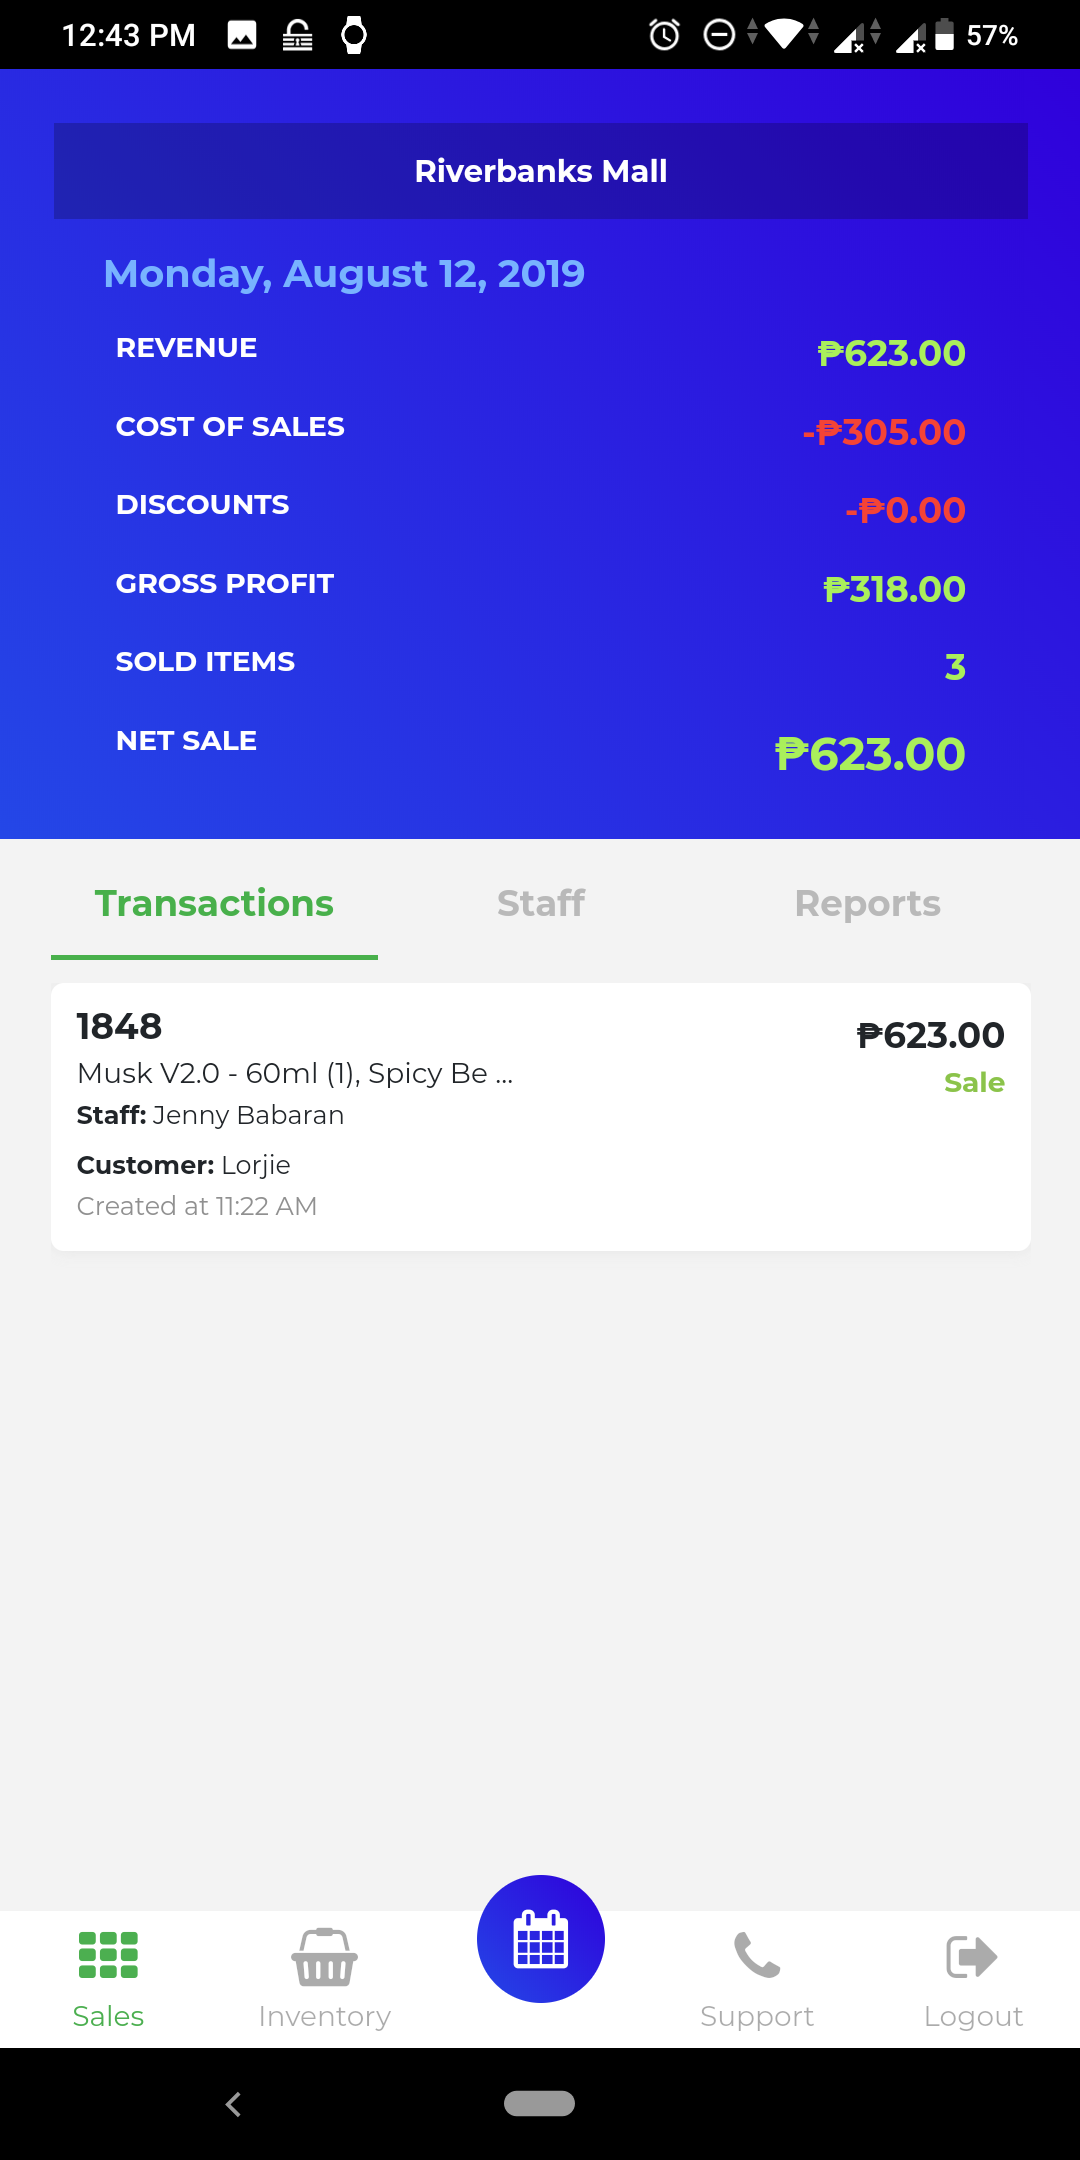 12:43 PM 57%
Riverbanks Mall
Monday, August 12, 2019
REVENUE ₱623.00
COST OF SALES -₱305.00
DISCOUNTS -₱0.00
GROSS PROFIT ₱318.00
SOLD ITEMS 3
NET SALE ₱623.00
Transactions Staff Reports
1848 ₱623.00
Musk V2.0 - 60ml (1), Spicy Be ... Sale
Staff: Jenny Babaran
Customer: Lorjie
Created at 11:22 AM
Sales Inventory Support Logout